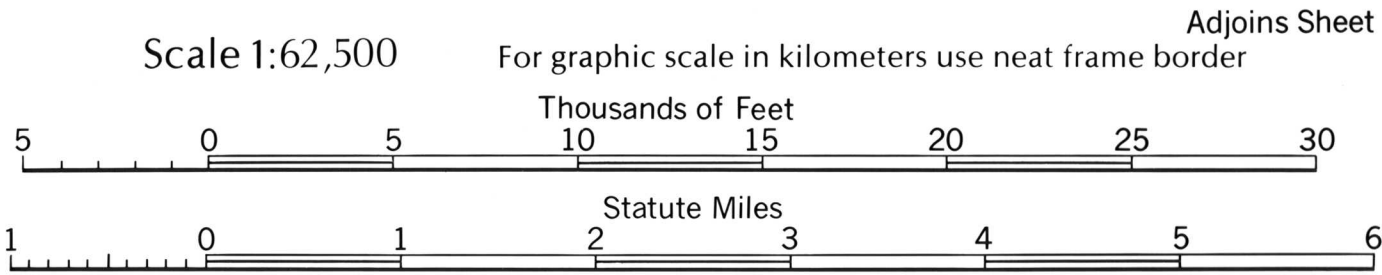 Adjoins Sheet
Scale 1:62,500
For graphic scale in kilometers use neat frame border
Thousands of Feet
5 0 5 10 15 20 25 30
Statute Miles
1 0 1 2 3 4 5 6